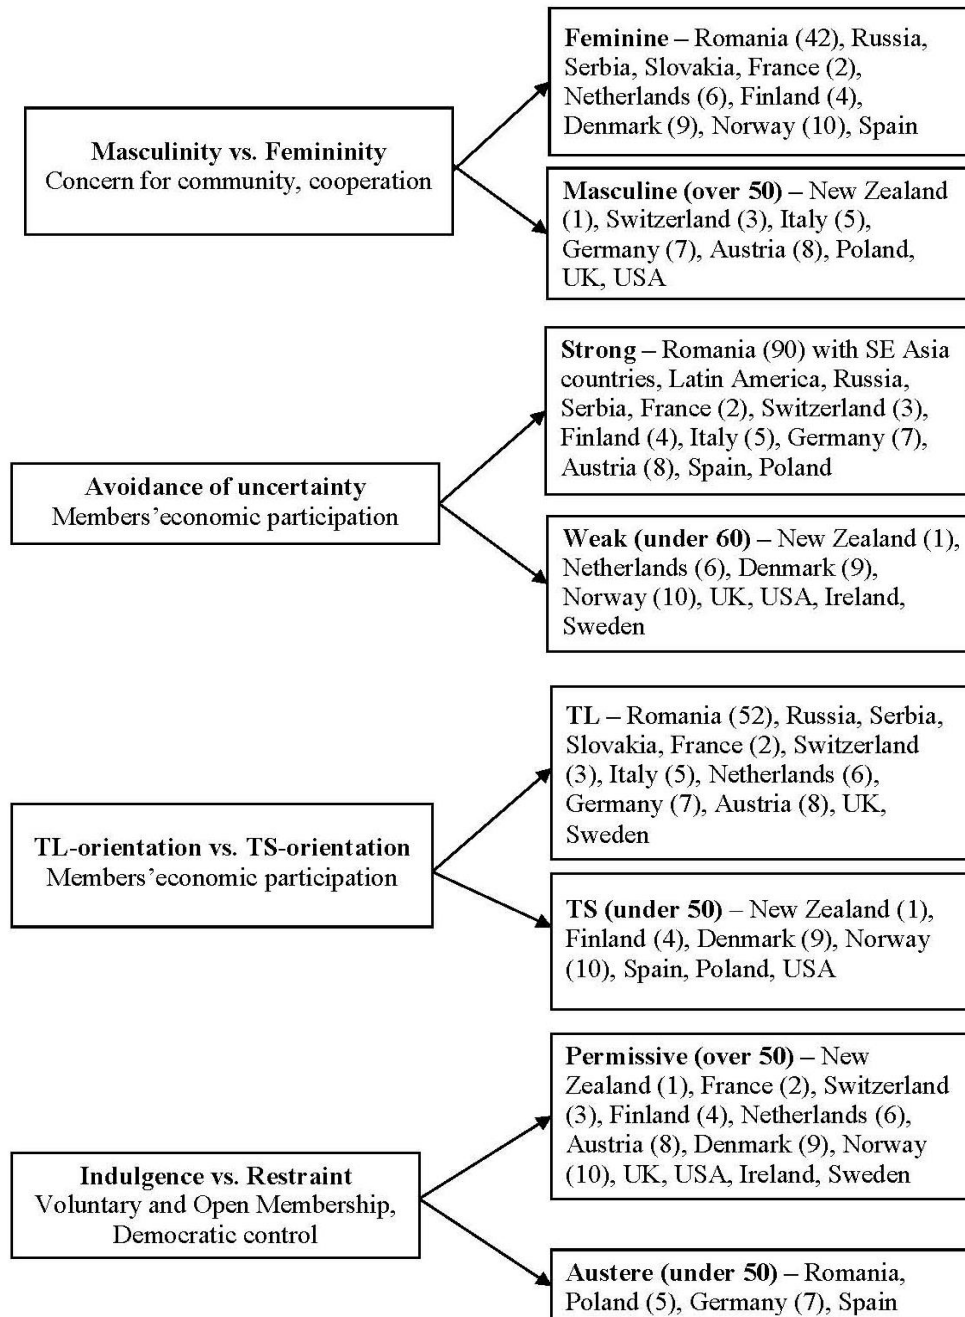 Feminine – Romania (42), Russia,
Serbia, Slovakia, France (2),
Netherlands (6), Finland (4),
Denmark (9), Norway (10), Spain
Masculinity vs. Femininity
Concern for community, cooperation
Masculine (over 50) – New Zealand
(1), Switzerland (3), Italy (5),
Germany (7), Austria (8), Poland,
UK, USA
Strong – Romania (90) with SE Asia
countries, Latin America, Russia,
Serbia, France (2), Switzerland (3),
Finland (4), Italy (5), Germany (7),
Austria (8), Spain, Poland
Avoidance of uncertainty
Members’economic participation
Weak (under 60) – New Zealand (1),
Netherlands (6), Denmark (9),
Norway (10), UK, USA, Ireland,
Sweden
TL – Romania (52), Russia, Serbia,
Slovakia, France (2), Switzerland
(3), Italy (5), Netherlands (6),
Germany (7), Austria (8), UK,
Sweden
TL-orientation vs. TS-orientation
Members’economic participation
TS (under 50) – New Zealand (1),
Finland (4), Denmark (9), Norway
(10), Spain, Poland, USA
Permissive (over 50) – New
Zealand (1), France (2), Switzerland
(3), Finland (4), Netherlands (6),
Austria (8), Denmark (9), Norway
(10), UK, USA, Ireland, Sweden
Indulgence vs. Restraint
Voluntary and Open Membership,
Democratic control
Austere (under 50) – Romania,
Poland (5), Germany (7), Spain